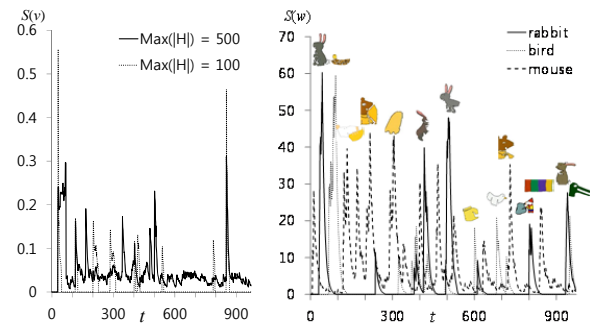 S(v)
0.6
0.5
0.4
0.3
0.2
0.1
0
0 300 600 900
t
Max(|H|) = 500
Max(|H|) = 100
S(w)
70
60
50
40
30
20
10
0
0 300 600 900
t
rabbit
bird
mouse